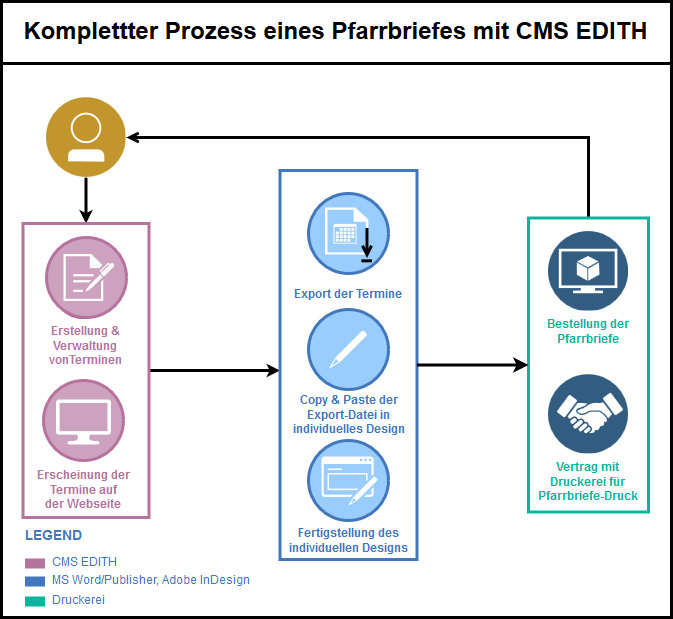 Komplettter Prozess eines Pfarrbriefes mit CMS EDITH
Erstellung &
Verwaltung
vonTerminen
Erscheinung der
Termine auf
der Webseite
Export der Termine
Copy & Paste der
Export-Datei in
individuelles Design
Fertigstellung des
individuellen Designs
Bestellung der
Pfarrbriefe
Vertrag mit
Druckerei für
Pfarrbriefe-Druck
LEGEND
CMS EDITH
MS Word/Publisher, Adobe InDesign
Druckerei